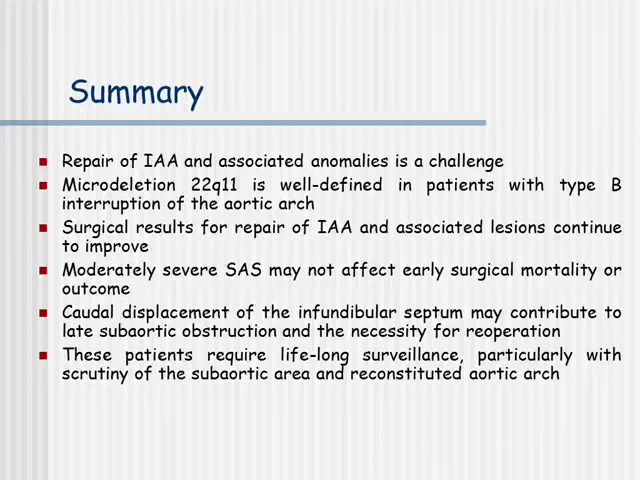 Summary
Repair of IAA and associated anomalies is a challenge
Microdeletion 22q11 is well-defined in patients with type B
interruption of the aortic arch
Surgical results for repair of IAA and associated lesions continue
to improve
Moderately severe SAS may not affect early surgical mortality or
outcome
Caudal displacement of the infundibular septum may contribute to
late subaortic obstruction and the necessity for reoperation
These patients require life-long surveillance, particularly with
scrutiny of the subaortic area and reconstituted aortic arch